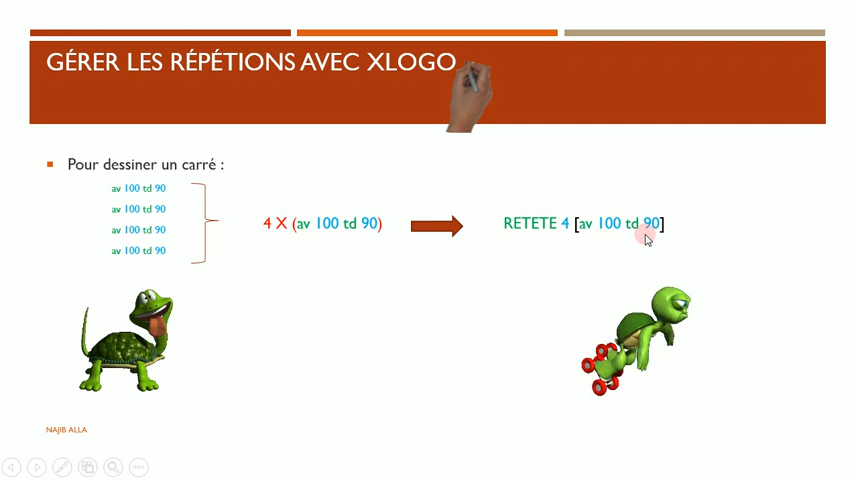 GÉRER LES RÉPÉTIONS AVEC XLOGO
Pour dessiner un carré :
av 100 td 90
av 100 td 90
av 100 td 90
av 100 td 90
4 X (av 100 td 90)
RETETE 4 [av 100 td 90]
NAJIB ALLA